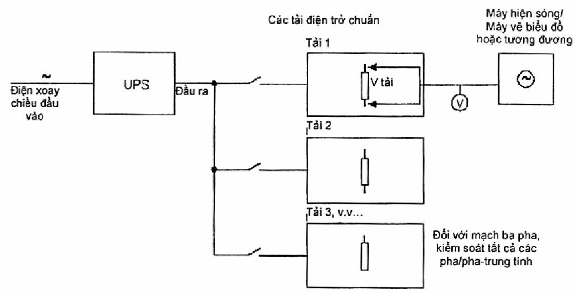 Các tải điện trở chuẩn
Máy hiện sóng/
Máy vẽ biểu đồ
hoặc tương đương
Tải 1
~
UPS
V tải
~
Điện xoay
chiều đầu
vào
Đầu ra
V
Tải 2
Tải 3, v.v...
Đối với mạch ba pha,
kiểm soát tất cả các
pha/pha-trung tính